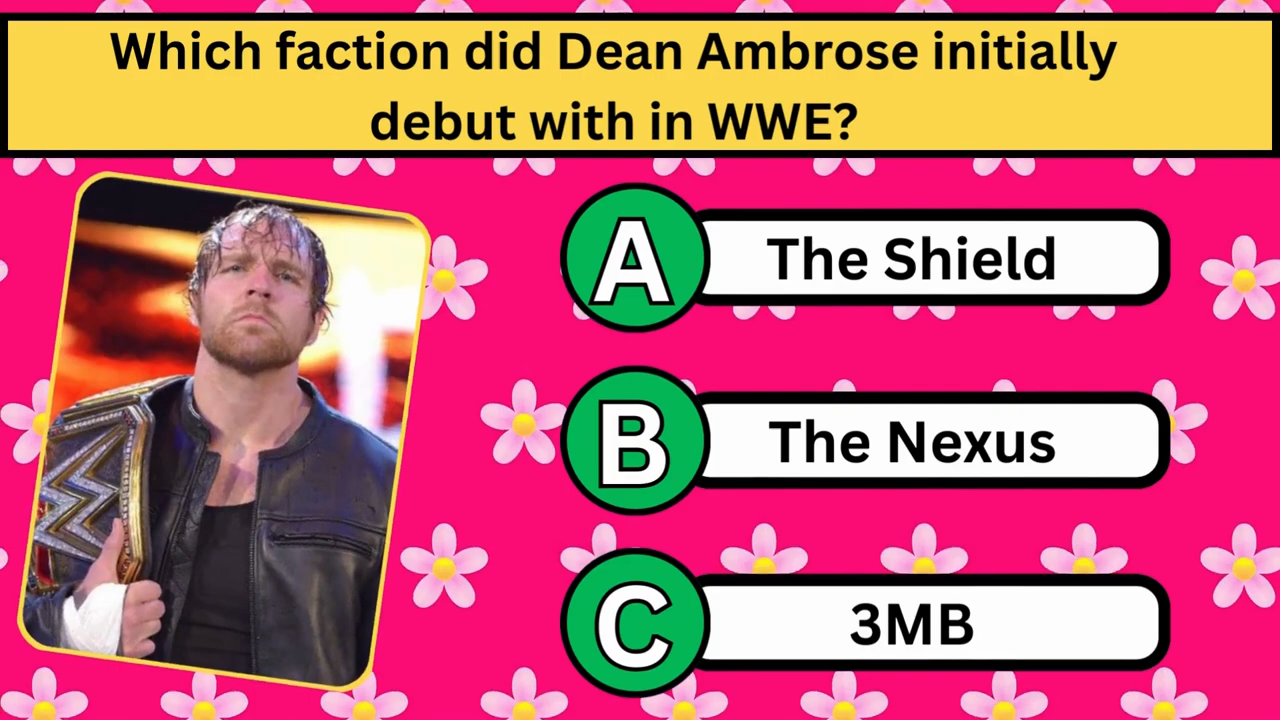 Which faction did Dean Ambrose initially
debut with in WWE?
A The Shield
B The Nexus
C 3MB